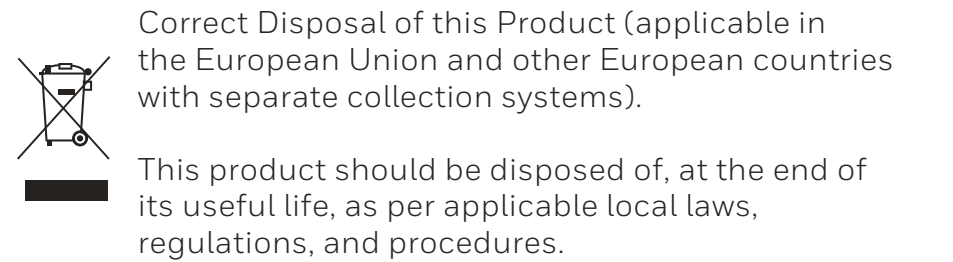 Correct Disposal of this Product (applicable in
the European Union and other European countries
with separate collection systems).
This product should be disposed of, at the end of
its useful life, as per applicable local laws,
regulations, and procedures.